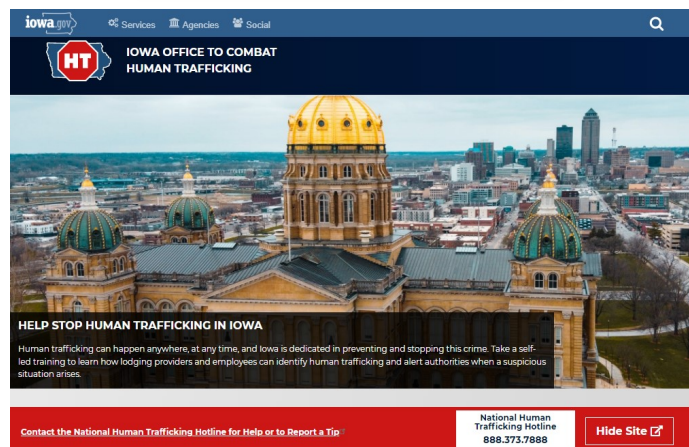 iowa.gov Services Agencies Social
HT
IOWA OFFICE TO COMBAT
HUMAN TRAFFICKING
HELP STOP HUMAN TRAFFICKING IN IOWA
Human trafficking can happen anywhere, at any time, and Iowa is dedicated in preventing and stopping this crime. Take a self-
led training to learn how lodging providers and employees can identify human trafficking and alert authorities when a suspicious
situation arises.
Contact the National Human Trafficking Hotline for Help or to Report a Tip
National Human
Trafficking Hotline
888.373.7888
Hide Site